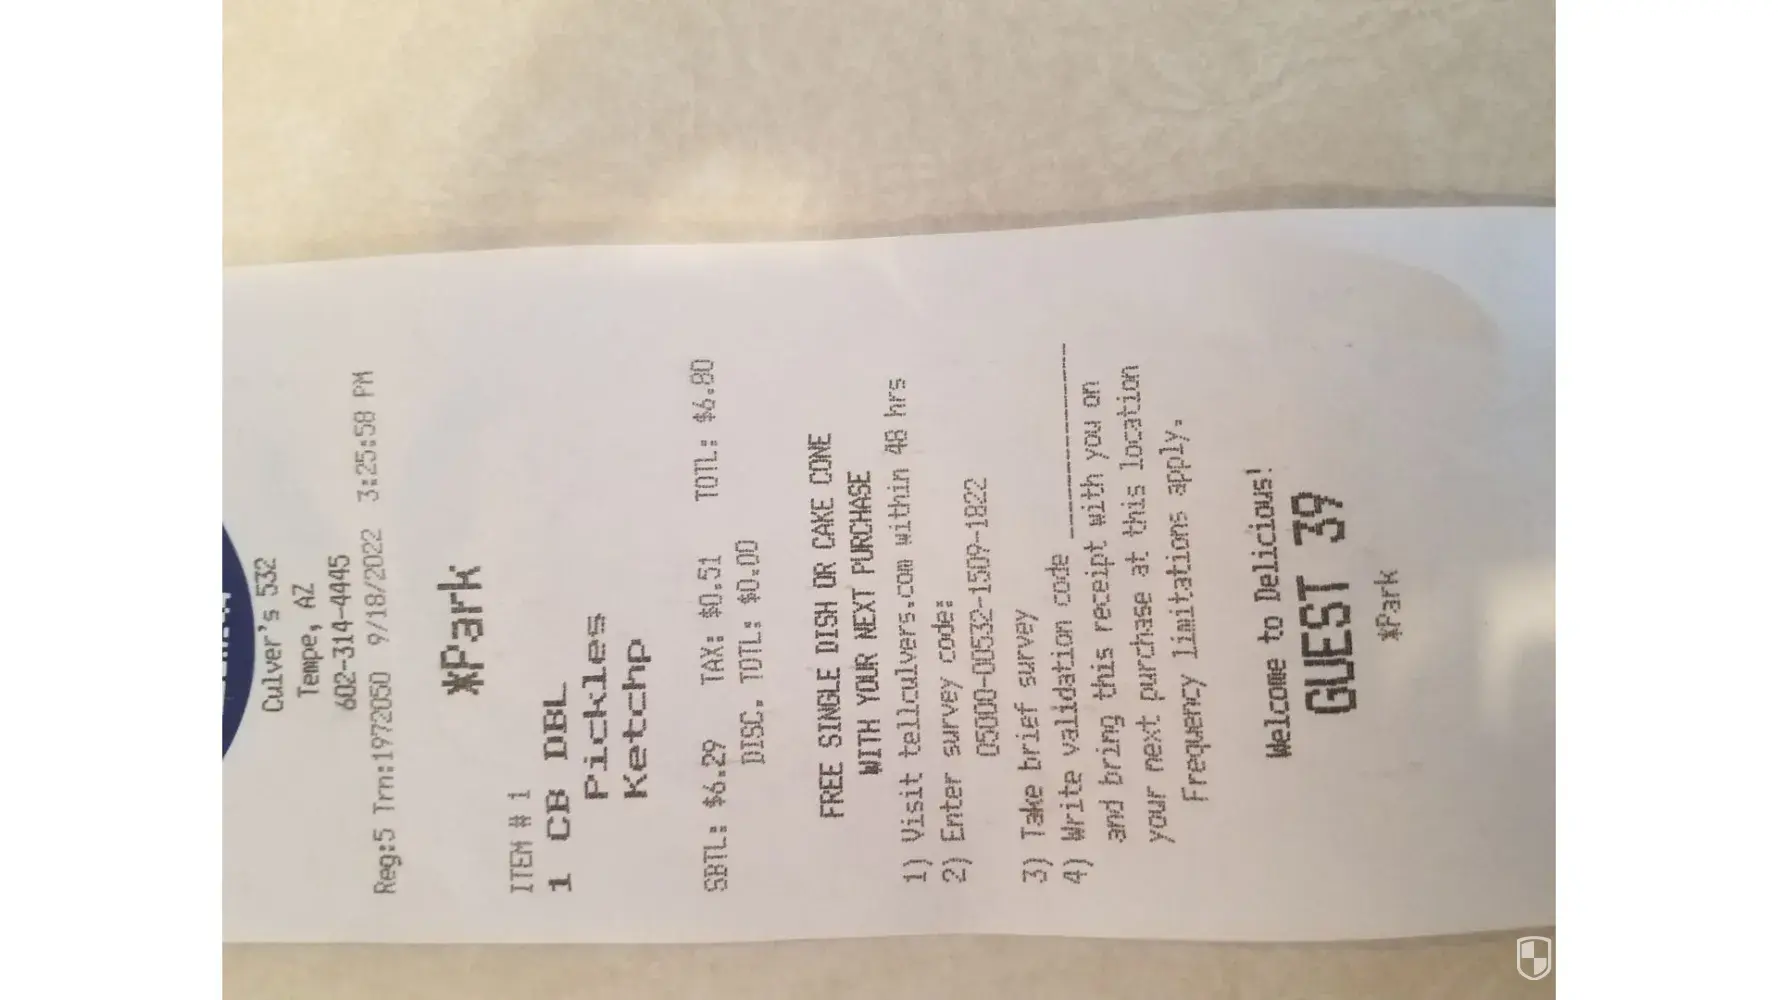 Culver's 532
Tempe, AZ
602-314-4445
Reg:5 Trn:1972050 9/18/2022 3:25:58 PM
*Park
ITEM # 1
1 CB DBL
Pickles
Ketchp
SBTL: $6.29 TAX: $0.51 TOTL: $6.80
DISC. TOTL: $0.00
FREE SINGLE DISH OR CAKE CONE
WITH YOUR NEXT PURCHASE
1) Visit tellculvers.com within 48 hrs
2) Enter survey code:
05000-00532-1509-1822
3) Take brief survey
4) Write validation code ______________
and bring this receipt with you on
your next purchase at this location
Frequency limitations apply.
Welcome to Delicious!
GUEST 39
*Park